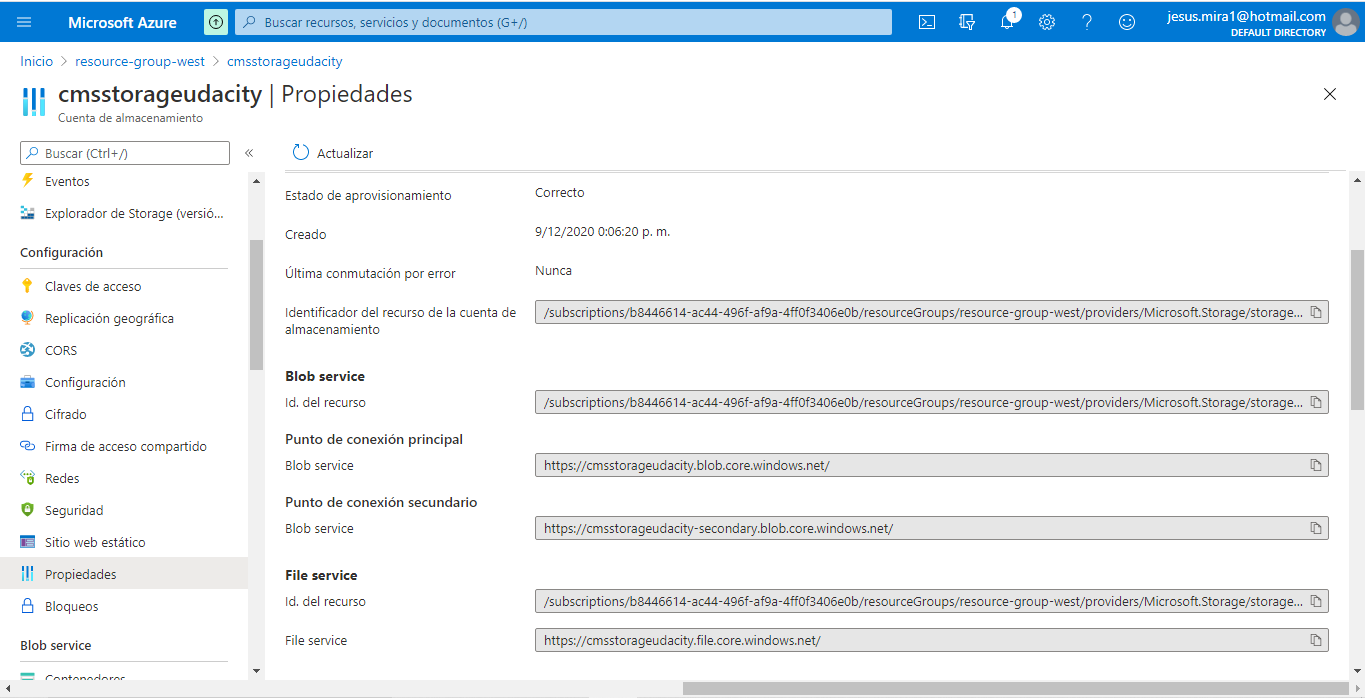 Microsoft Azure
Buscar recursos, servicios y documentos (G+/)
1
jesus.mira1@hotmail.com
DEFAULT DIRECTORY
Inicio > resource-group-west > cmsstorageudacity
cmsstorageudacity | Propiedades
Cuenta de almacenamiento
Buscar (Ctrl+/)
«
Actualizar
Eventos
Explorador de Storage (versió...
Configuración
Claves de acceso
Replicación geográfica
CORS
Configuración
Cifrado
Firma de acceso compartido
Redes
Seguridad
Sitio web estático
Propiedades
Bloqueos
Blob service
Contenedores
Estado de aprovisionamiento
Correcto
Creado
9/12/2020 0:06:20 p. m.
Última conmutación por error
Nunca
Identificador del recurso de la cuenta de
almacenamiento
/subscriptions/b8446614-ac44-496f-af9a-4ff0f3406e0b/resourceGroups/resource-group-west/providers/Microsoft.Storage/storage...
Blob service
Id. del recurso
/subscriptions/b8446614-ac44-496f-af9a-4ff0f3406e0b/resourceGroups/resource-group-west/providers/Microsoft.Storage/storage...
Punto de conexión principal
Blob service
https://cmsstorageudacity.blob.core.windows.net/
Punto de conexión secundario
Blob service
https://cmsstorageudacity-secondary.blob.core.windows.net/
File service
Id. del recurso
/subscriptions/b8446614-ac44-496f-af9a-4ff0f3406e0b/resourceGroups/resource-group-west/providers/Microsoft.Storage/storage...
File service
https://cmsstorageudacity.file.core.windows.net/